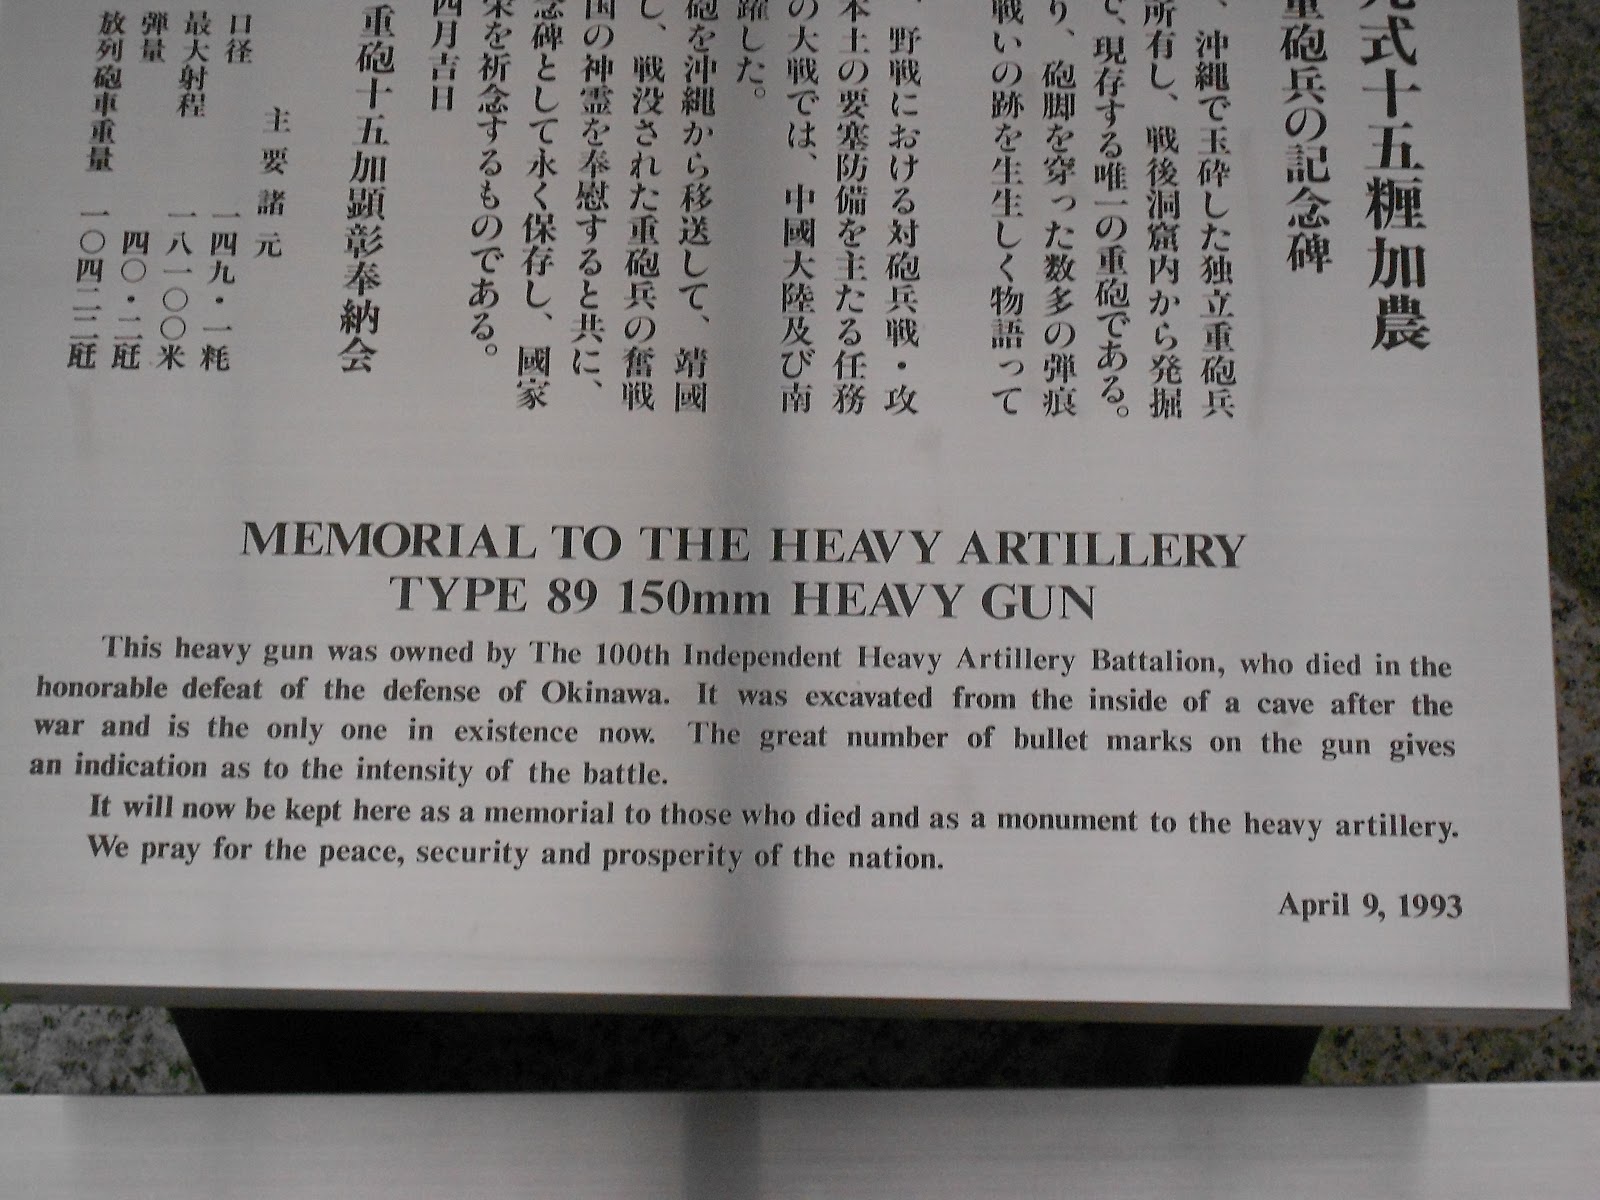 式十五糎加農
重砲兵の記念碑
、沖縄で玉砕した独立重砲兵
所有し、戦後洞窟内から発掘
で、現存する唯一の重砲である。
り、砲脚を穿った数多の弾痕
戦いの跡を生生しく物語って
、野戦における対砲兵戦・攻
本土の要塞防備を主たる任務
の大戦では、中國大陸及び南
躍した。
砲を沖縄から移送して、靖國
し、戦没された重砲兵の奮戦
国の神霊を奉慰すると共に、
念碑として永く保存し、國家
栄を祈念するものである。
四月吉日
重砲十五加顕彰奉納会
主要諸元
口径 一四九・一粍
最大射程 一八一〇〇米
弾量 四〇・二瓩
放列砲車重量 一〇四二二瓩
MEMORIAL TO THE HEAVY ARTILLERY
TYPE 89 150mm HEAVY GUN
This heavy gun was owned by The 100th Independent Heavy Artillery Battalion, who died in the
honorable defeat of the defense of Okinawa. It was excavated from the inside of a cave after the
war and is the only one in existence now. The great number of bullet marks on the gun gives
an indication as to the intensity of the battle.
It will now be kept here as a memorial to those who died and as a monument to the heavy artillery.
We pray for the peace, security and prosperity of the nation.
April 9, 1993